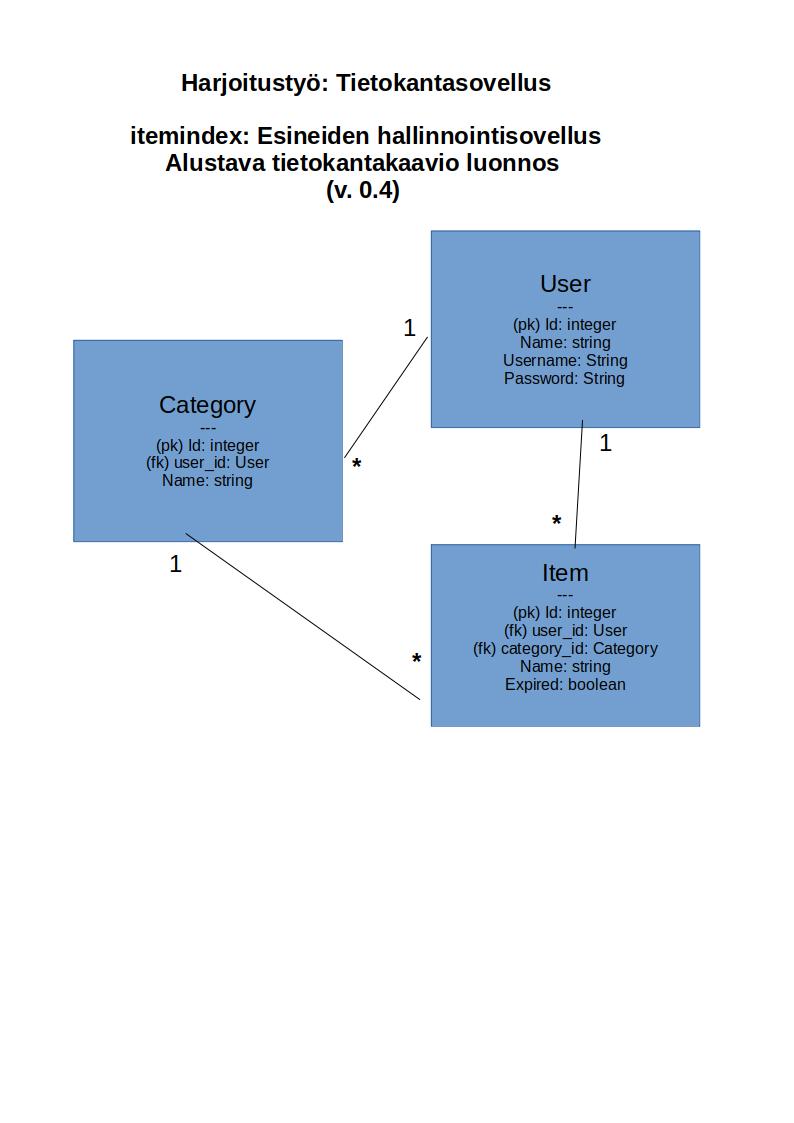 Harjoitustyö: Tietokantasovellus
itemindex: Esineiden hallinnointisovellus
Alustava tietokantakaavio luonnos
(v. 0.4)
User
---
(pk) Id: integer
Name: string
Username: String
Password: String
1
1
*
Category
---
(pk) Id: integer
(fk) user_id: User
Name: string
1
*
*
Item
---
(pk) Id: integer
(fk) user_id: User
(fk) category_id: Category
Name: string
Expired: boolean